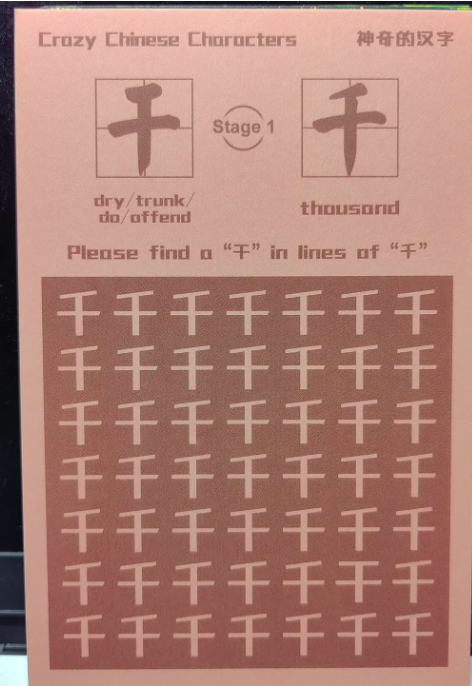 Crazy Chinese Characters 神奇的汉字
干 Stage 1 千
dry/trunk/
do/offend
thousand
Please find a “干” in lines of “千”
千 千 千 千 千 千 千
千 千 千 千 千 千 千
千 千 千 千 千 千 千
千 千 千 千 千 千 千
千 千 千 千 千 千 千
千 千 千 千 千 干 千
千 千 千 千 千 千 千